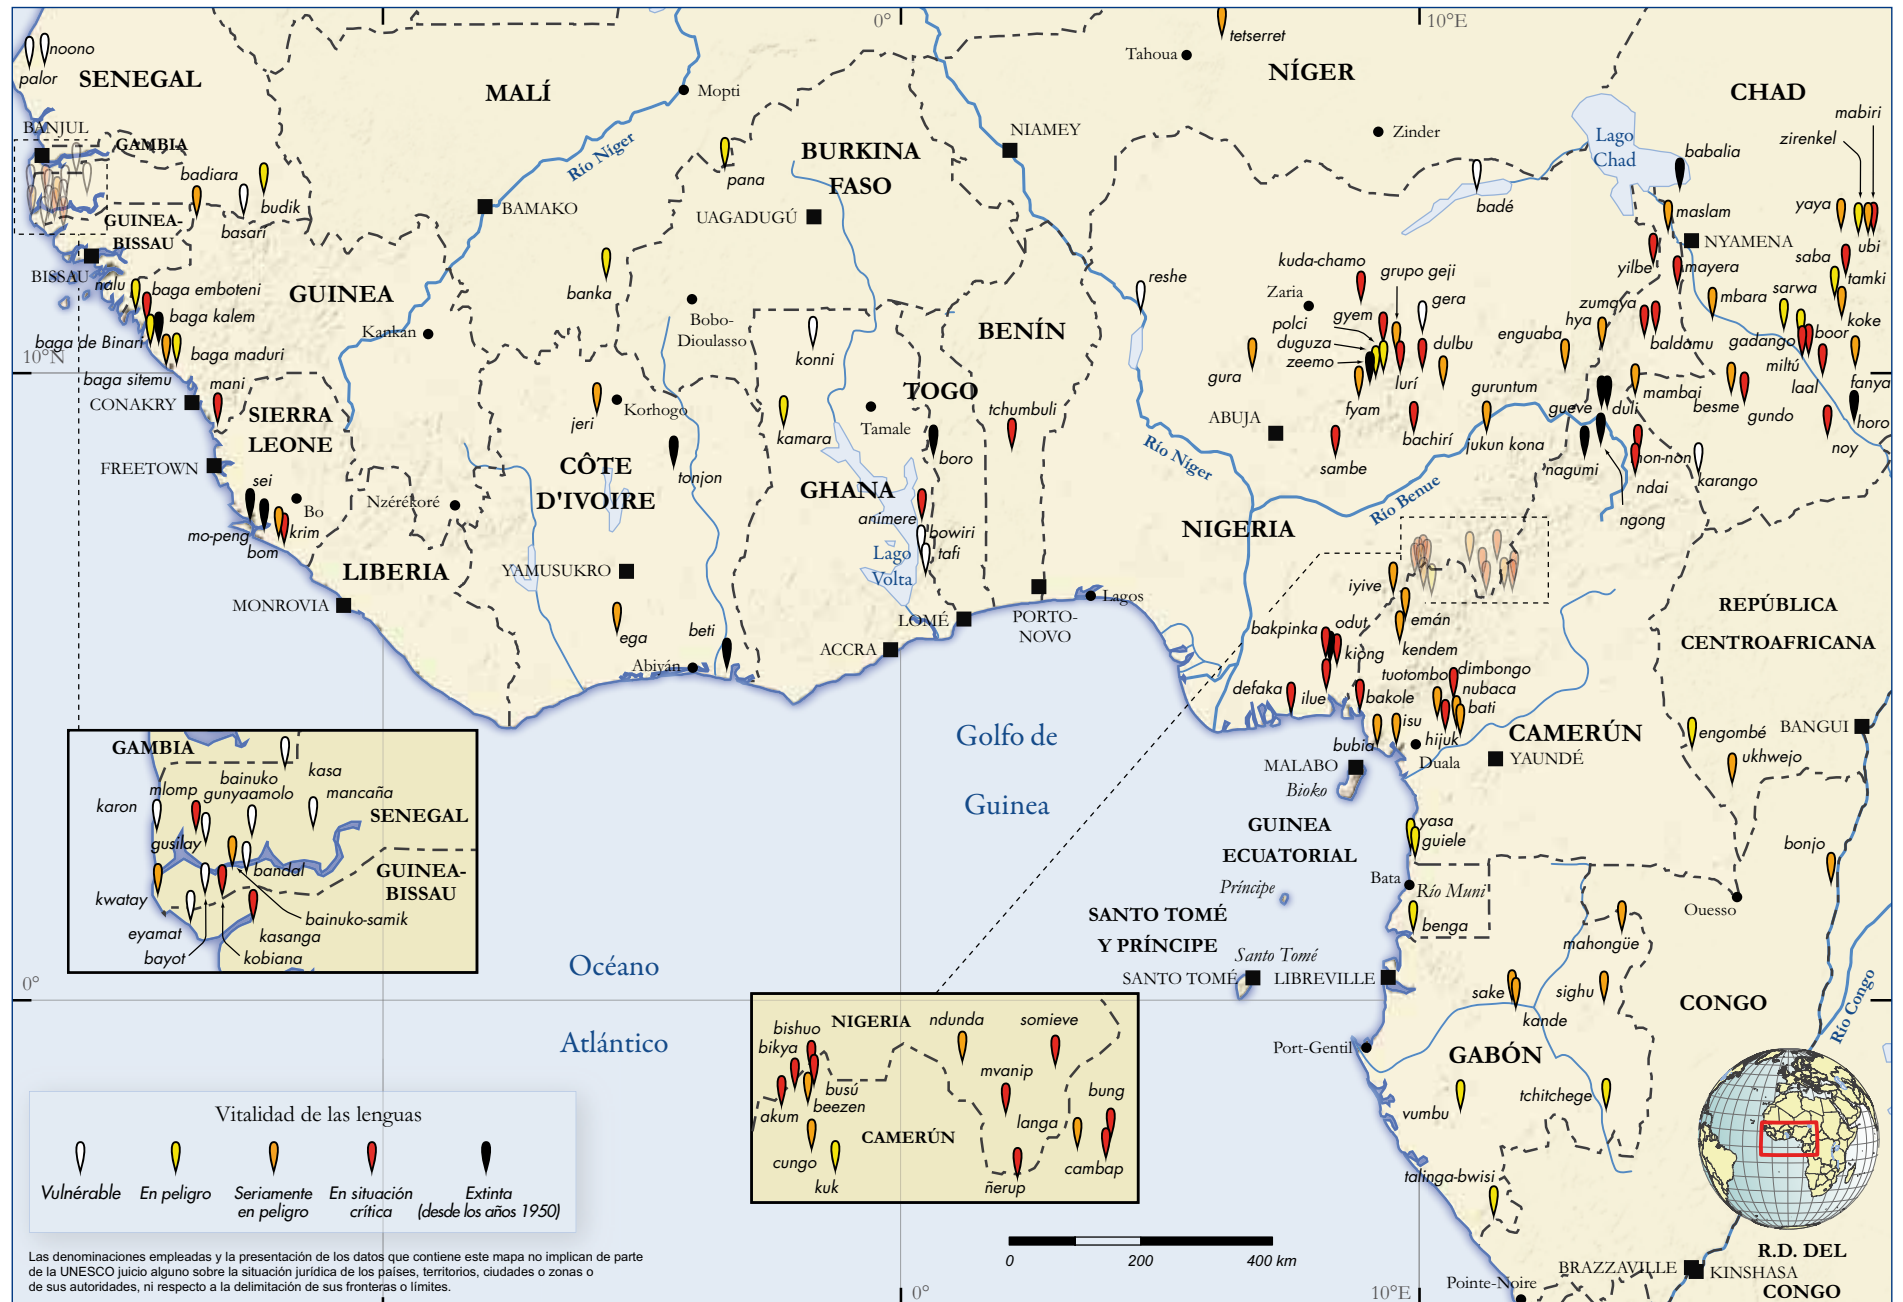 0°
10°E
noono
palor
SENEGAL
MALÍ
Mopti
Río Níger
tetserret
Tahoua
NÍGER
CHAD
Zinder
Lago
Chad
mabiri
zirenkel
babalia
BANJUL
GAMBIA
badiara
budik
basari
GUINEA-
BISSAU
BISSAU
BAMAKO
pana
BURKINA
FASO
UAGADUGÚ
NIAMEY
badé
maslam
NYAMENA
yaya
ubi
saba
tamki
yilbe
mayera
mbara
sarwa
koke
nalu
baga emboteni
baga kalem
baga de Binari
baga maduri
10°N
baga sitemu
GUINEA
Kankan
banka
Bobo-
Dioulasso
konni
BENÍN
reshe
kuda-chamo
grupo geji
Zaria
gera
polci
gyem
duguza
zeemo
dulbu
gura
lurí
fyam
enguaba
hya
zumaya
baldamu
gadango
boor
miltú
laal
fanya
horo
noy
mani
CONAKRY
SIERRA
LEONE
FREETOWN
sei
Bo
mo-peng
bom
krim
Nzérékoré
LIBERIA
MONROVIA
jeri
Korhogo
CÔTE
D'IVOIRE
tonjon
YAMUSUKRO
ega
beti
Abiyán
kamara
Tamale
TOGO
boro
GHANA
animere
bowiri
tafi
Lago
Volta
LOMÉ
ACCRA
tchumbuli
PORTO-
NOVO
Lagos
Río Níger
ABUJA
sambe
bachirí
guruntum
jukun kona
gueve
duli
mambai
besme
gundo
nagumi
mon-non
ndai
karango
ngong
Río Benue
NIGERIA
iyive
emán
kendem
bakpinka
odut
kiong
defaka
ilue
bakole
tuotombo
dimbongo
nubaca
bati
isu
hijuk
bubia
Duala
CAMERÚN
YAUNDÉ
REPÚBLICA
CENTROAFRICANA
engombé
BANGUI
ukhwejo
MALABO
Bioko
GUINEA
ECUATORIAL
yasa
guiele
Bata
Río Muni
benga
bonjo
Ouesso
Príncipe
SANTO TOMÉ
Y PRÍNCIPE
Santo Tomé
SANTO TOMÉ
LIBREVILLE
mahongüe
sake
sighu
kande
CONGO
Río Congo
Port-Gentil
GABÓN
vumbu
tchitchege
talinga-bwisi
BRAZZAVILLE
KINSHASA
R.D. DEL
CONGO
Pointe-Noire
Golfo de
Guinea
Océano
Atlántico
0°
GAMBIA
kasa
bainuko
gunyaamolo
mancaña
mlomp
karon
SENEGAL
gusilay
bandal
GUINEA-
BISSAU
kwatay
bainuko-samik
eyamat
kasanga
bayot
kobiana
NIGERIA
ndunda
somieve
bishuo
bikya
busú
beezen
akum
mvanip
bung
langa
CAMERÚN
cungo
kuk
cambap
ñerup
Vitalidad de las lenguas
Vulnérable
En peligro
Seriamente
en peligro
En situación
crítica
Extinta
(desde los años 1950)
Las denominaciones empleadas y la presentación de los datos que contiene este mapa no implican de parte
de la UNESCO juicio alguno sobre la situación jurídica de los países, territorios, ciudades o zonas o
de sus autoridades, ni respecto a la delimitación de sus fronteras o límites.
0 200 400 km
0°
10°E